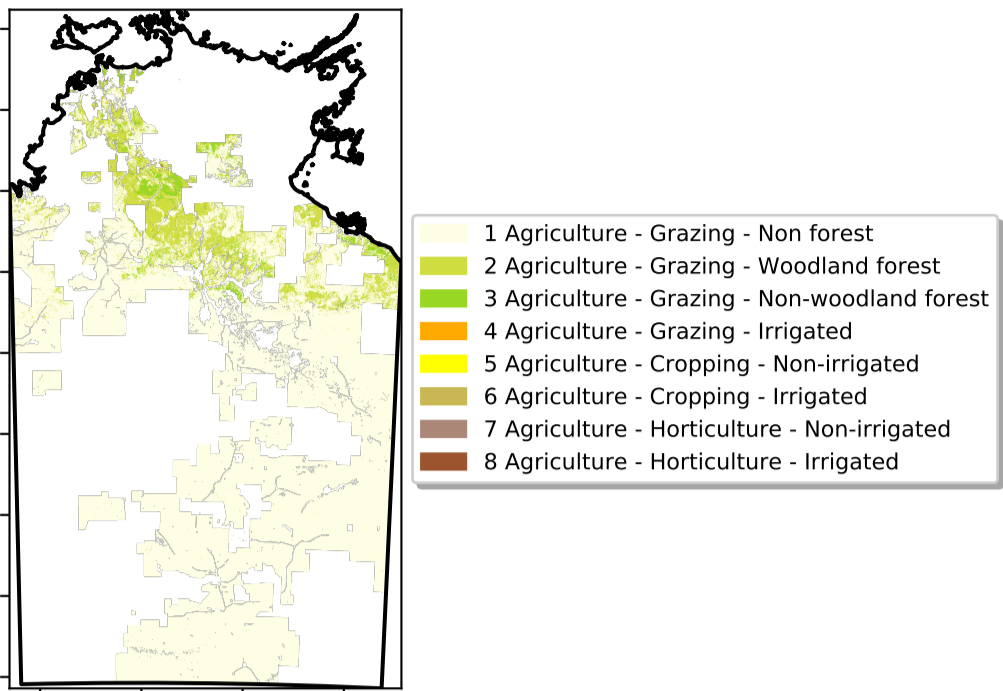 1 Agriculture - Grazing - Non forest
2 Agriculture - Grazing - Woodland forest
3 Agriculture - Grazing - Non-woodland forest
4 Agriculture - Grazing - Irrigated
5 Agriculture - Cropping - Non-irrigated
6 Agriculture - Cropping - Irrigated
7 Agriculture - Horticulture - Non-irrigated
8 Agriculture - Horticulture - Irrigated